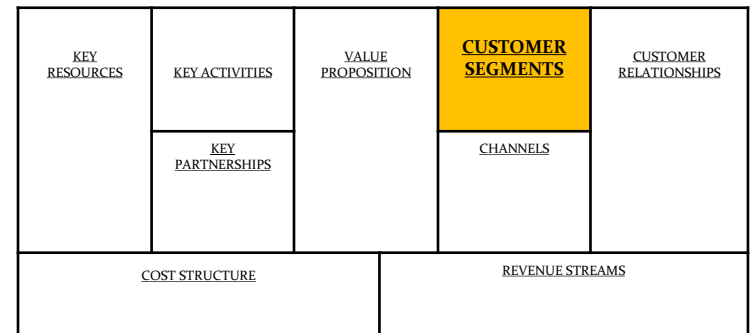 KEY
RESOURCES
KEY ACTIVITIES
VALUE
PROPOSITION
CUSTOMER
SEGMENTS
CUSTOMER
RELATIONSHIPS
KEY
PARTNERSHIPS
CHANNELS
COST STRUCTURE
REVENUE STREAMS